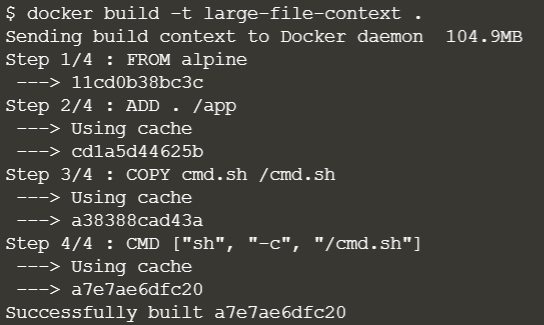 $ docker build -t large-file-context .
Sending build context to Docker daemon  104.9MB
Step 1/4 : FROM alpine
 ---> 11cd0b38bc3c
Step 2/4 : ADD . /app
 ---> Using cache
 ---> cd1a5d44625b
Step 3/4 : COPY cmd.sh /cmd.sh
 ---> Using cache
 ---> a38388cad43a
Step 4/4 : CMD ["sh", "-c", "/cmd.sh"]
 ---> Using cache
 ---> a7e7ae6dfc20
Successfully built a7e7ae6dfc20